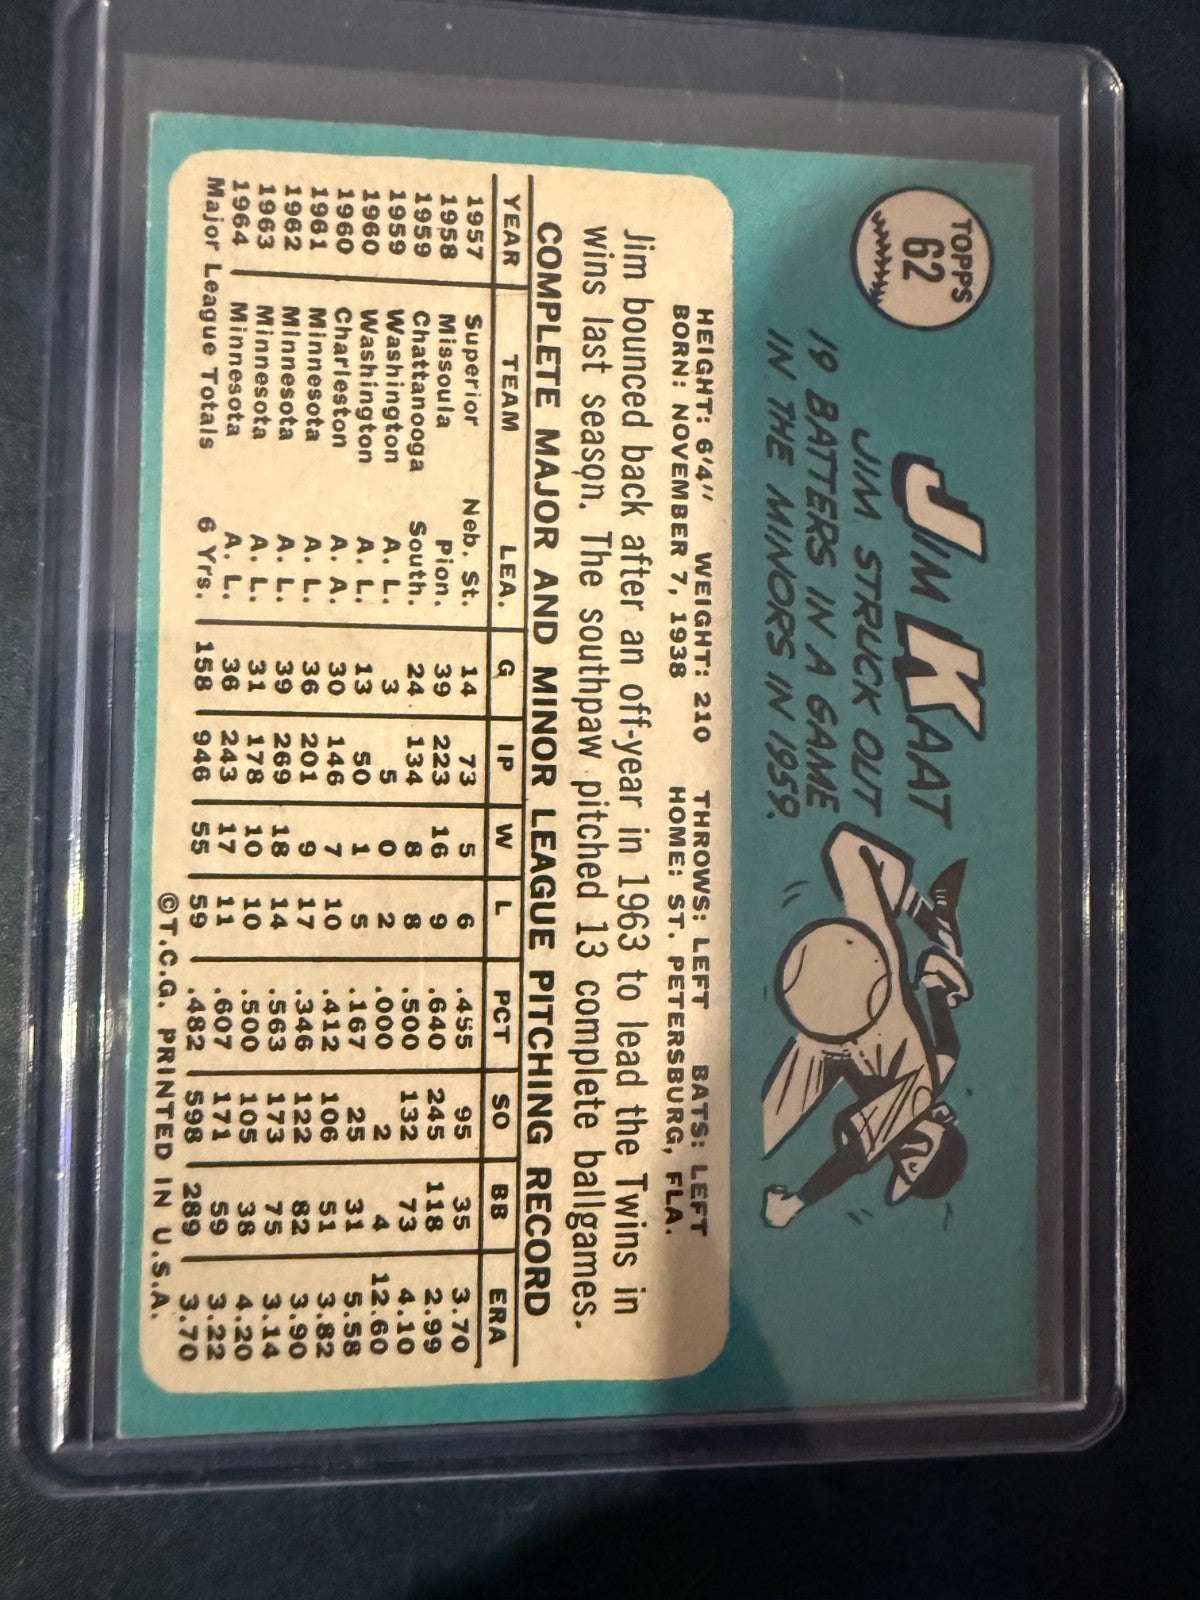 TOPPS
62
JIM KAAT
JIM STRUCK OUT
19 BATTERS IN A GAME
IN THE MINORS IN 1959.
HEIGHT: 6'4" WEIGHT: 210 THROWS: LEFT BATS: LEFT
BORN: NOVEMBER 7, 1938 HOME: ST. PETERSBURG, FLA.
Jim bounced back after an off-year in 1963 to lead the Twins in
wins last season. The southpaw pitched 13 complete ballgames.
COMPLETE MAJOR AND MINOR LEAGUE PITCHING RECORD
YEAR TEAM LEA. G IP W L PCT SO BB ERA
1957 Superior Neb. St. 14 73 5 6 .455 95 35 3.70
1958 Missoula Pion. 39 223 16 9 .640 245 118 2.99
1959 Chattanooga South. 24 134 8 8 .500 132 73 4.10
1959 Washington A. L. 3 5 0 2 .000 2 4 12.60
1960 Washington A. L. 13 50 1 5 .167 25 31 5.58
1960 Charleston A. A. 30 146 7 10 .412 106 51 3.82
1961 Minnesota A. L. 36 201 9 17 .346 122 82 3.90
1962 Minnesota A. L. 39 269 18 14 .563 173 75 3.14
1963 Minnesota A. L. 31 178 10 10 .500 105 38 4.20
1964 Minnesota A. L. 36 243 17 11 .607 171 59 3.22
Major League Totals 6 Yrs. 158 946 55 59 .482 598 289 3.70
©T.C.G. PRINTED IN U.S.A.